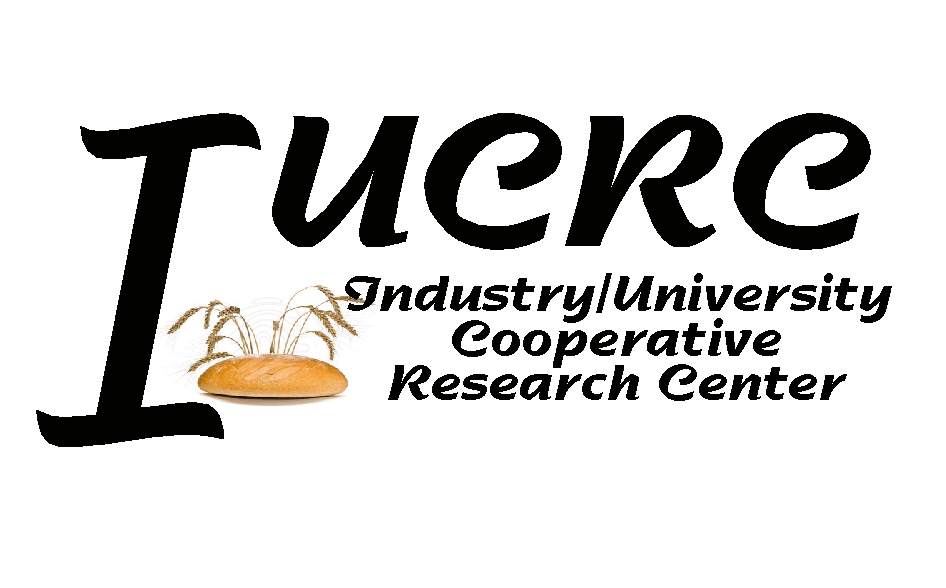 IUCRC
Industry/University
Cooperative
Research Center